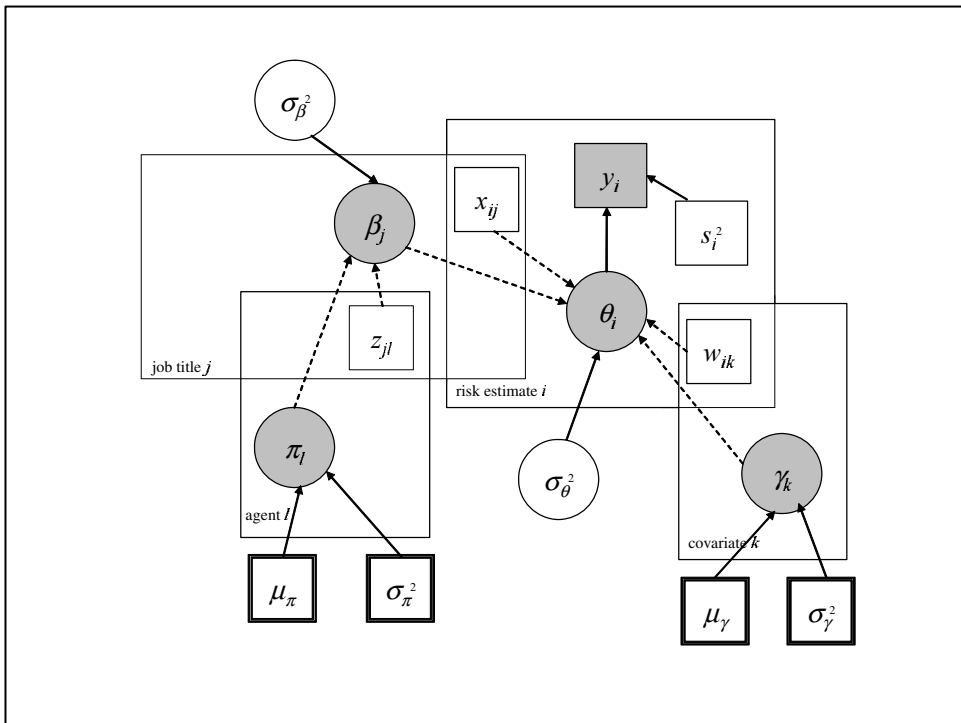 σ_β²
β_j
x_ij
y_i
s_i²
θ_i
z_jl
w_ik
job title j
risk estimate i
π_l
σ_θ²
γ_k
agent l
covariate k
μ_π
σ_π²
μ_γ
σ_γ²